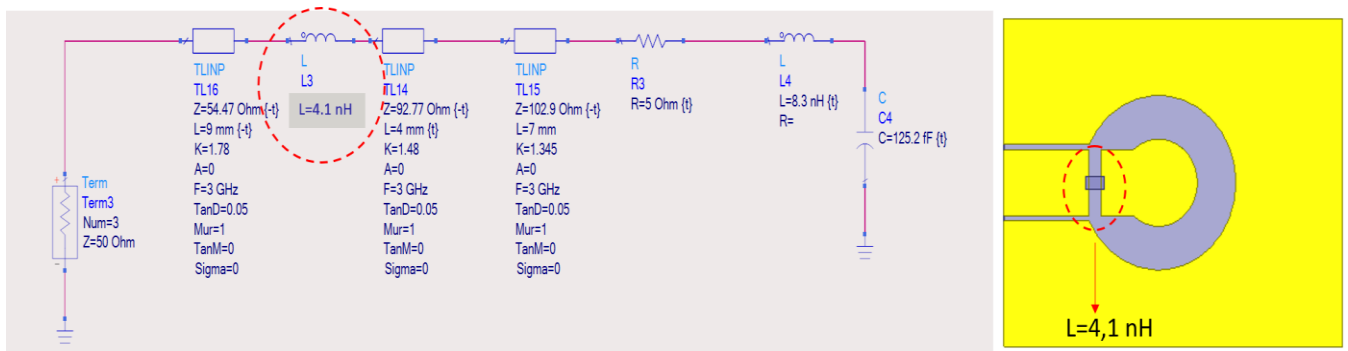 TLINP
TL16
Z=54.47 Ohm {-t}
L=9 mm {-t}
K=1.78
A=0
F=3 GHz
TanD=0.05
Mur=1
TanM=0
Sigma=0
L
L3
L=4.1 nH
TLINP
TL14
Z=92.77 Ohm {-t}
L=4 mm {t}
K=1.48
A=0
F=3 GHz
TanD=0.05
Mur=1
TanM=0
Sigma=0
TLINP
TL15
Z=102.9 Ohm {-t}
L=7 mm
K=1.345
A=0
F=3 GHz
TanD=0.05
Mur=1
TanM=0
Sigma=0
R
R3
R=5 Ohm {t}
L
L4
L=8.3 nH {t}
R=
C
C4
C=125.2 fF {t}
+
Term
Term3
Num=3
Z=50 Ohm
-
L=4,1 nH